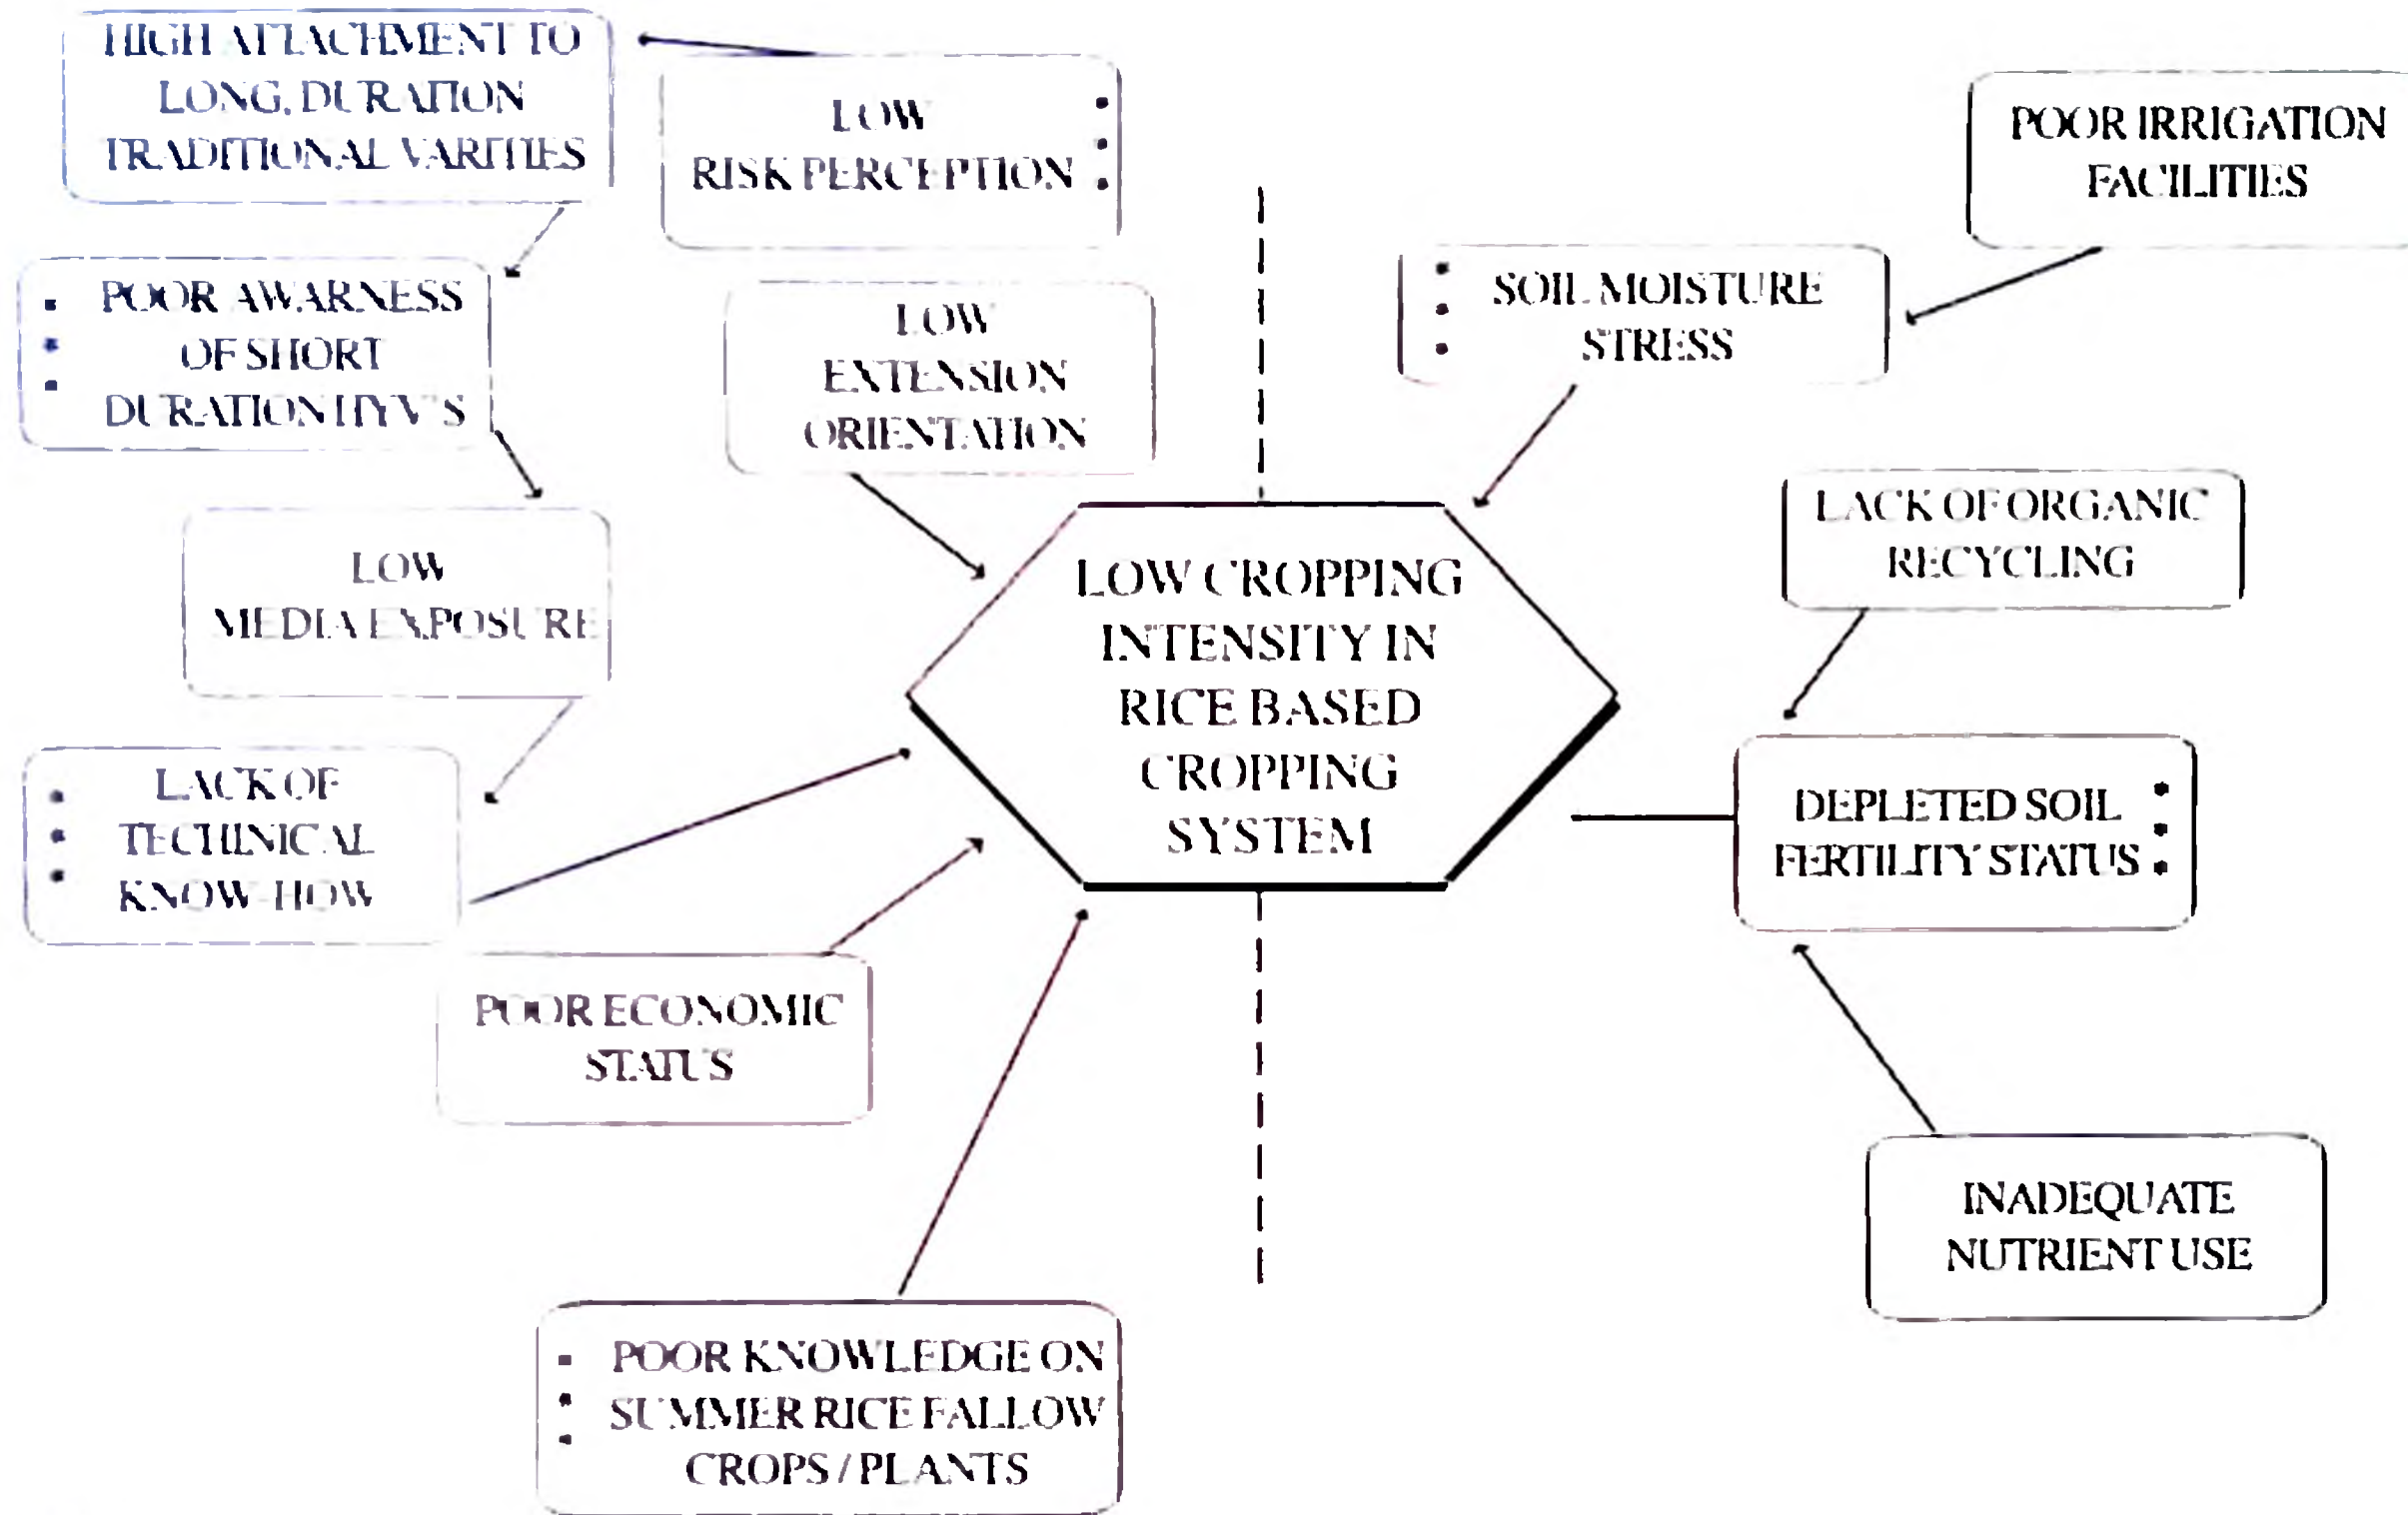 HIGH ATTACHMENT TO
LONG, DURATION
TRADITIONAL VARITIES
LOW
RISK PERCEPTION
POOR IRRIGATION
FACILITIES
POOR AWARNESS
OF SHORT
DURATION HYV'S
LOW
EXTENSION
ORIENTATION
SOIL MOISTURE
STRESS
LOW
MEDIA EXPOSURE
LOW CROPPING
INTENSITY IN
RICE BASED
CROPPING
SYSTEM
LACK OF ORGANIC
RECYCLING
LACK OF
TECHNICAL
KNOW-HOW
DEPLETED SOIL
FERTILITY STATUS
POOR ECONOMIC
STATUS
INADEQUATE
NUTRIENT USE
POOR KNOWLEDGE ON
SUMMER RICE FALLOW
CROPS / PLANTS